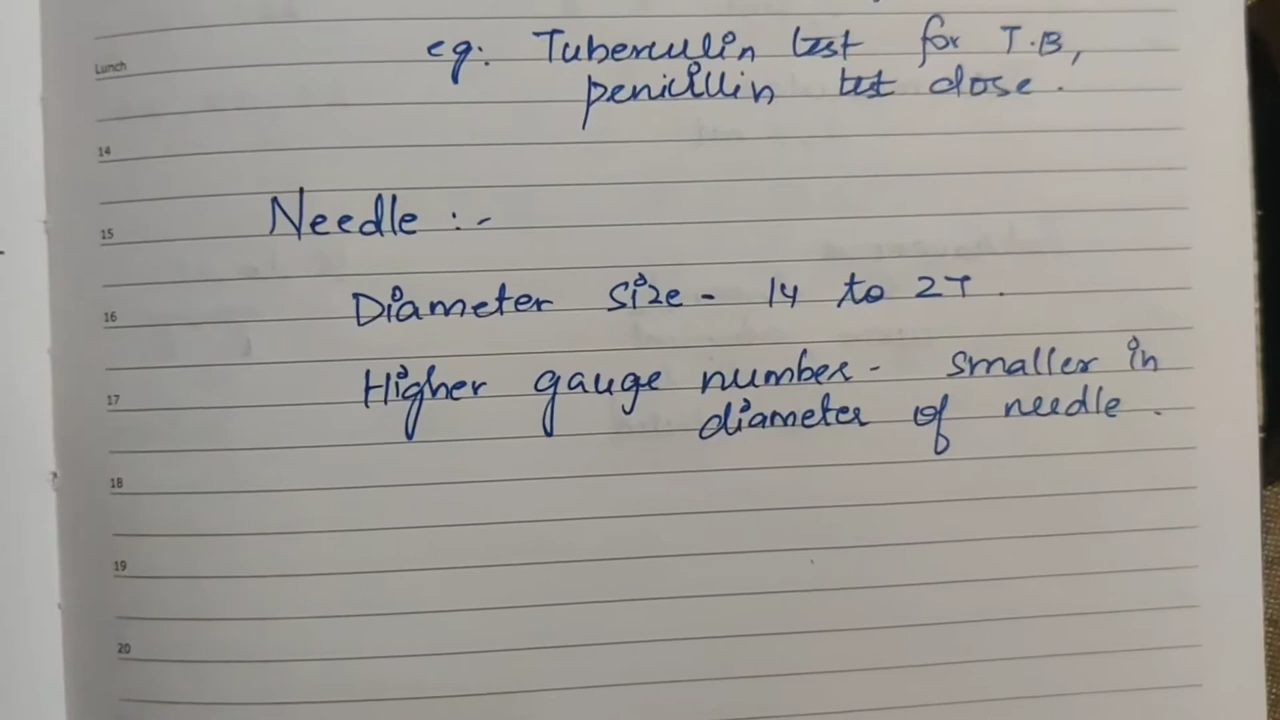 eg: Tuberculin test for T.B,
Lunch
penicillin test dose.
14
Needle :-
15
Diameter size - 14 to 27.
16
Higher gauge number - smaller in
17
diameter of needle.
18
19
20